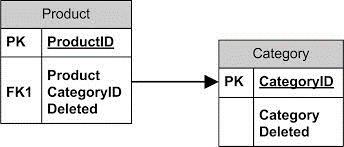 Product
PK ProductID
Product
FK1 CategoryID
Deleted
Category
PK CategoryID
Category
Deleted